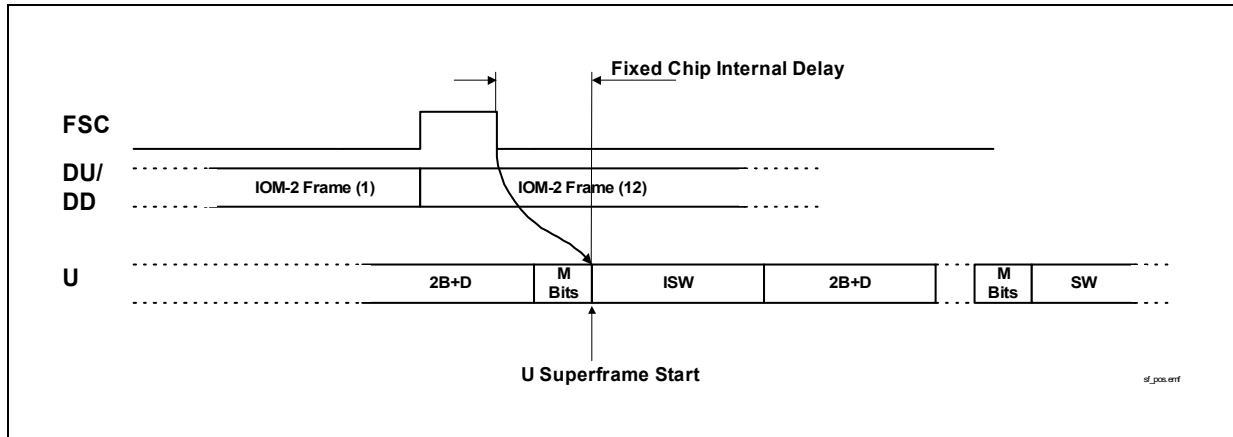 Fixed Chip Internal Delay
FSC
DU/
DD
IOM-2 Frame (1)
IOM-2 Frame (12)
U
2B+D
M
Bits
ISW
2B+D
M
Bits
SW
U Superframe Start
sf_pos.emf